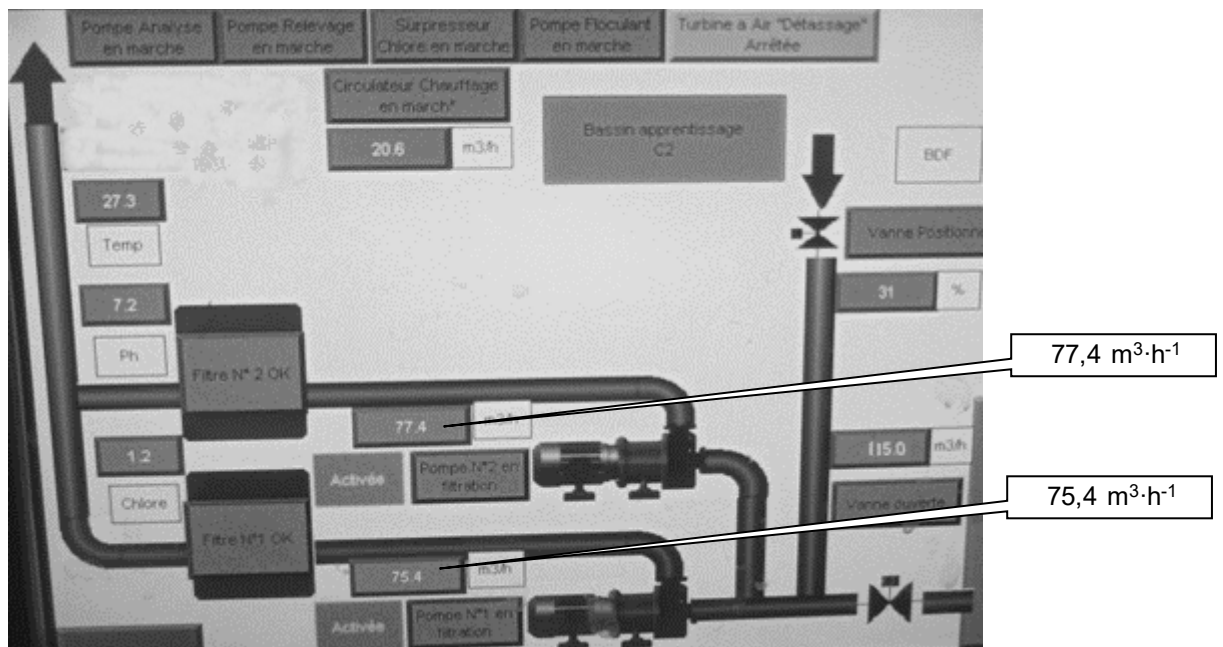 Pompe Analyse
en marche
Pompe Relevage
en marche
Surpresseur
Chlore en marche
Pompe Floculant
en marche
Turbine a Air "Détassage"
Arrêtée
Circulateur Chauffage
en march"
20.6
m3/h
Bassin apprentissage
C2
BDF
27.3
Temp
Vanne Positionn
31
%
7.2
Ph
Filtre N° 2 OK
77,4 m³·h⁻¹
77.4
m3/h
1.2
Chlore
Activée
Pompe N°2 en
filtration
115.0
m3/h
Vanne ouverte
75,4 m³·h⁻¹
Filtre N°1 OK
75.4
m3/h
Activée
Pompe N°1 en
filtration